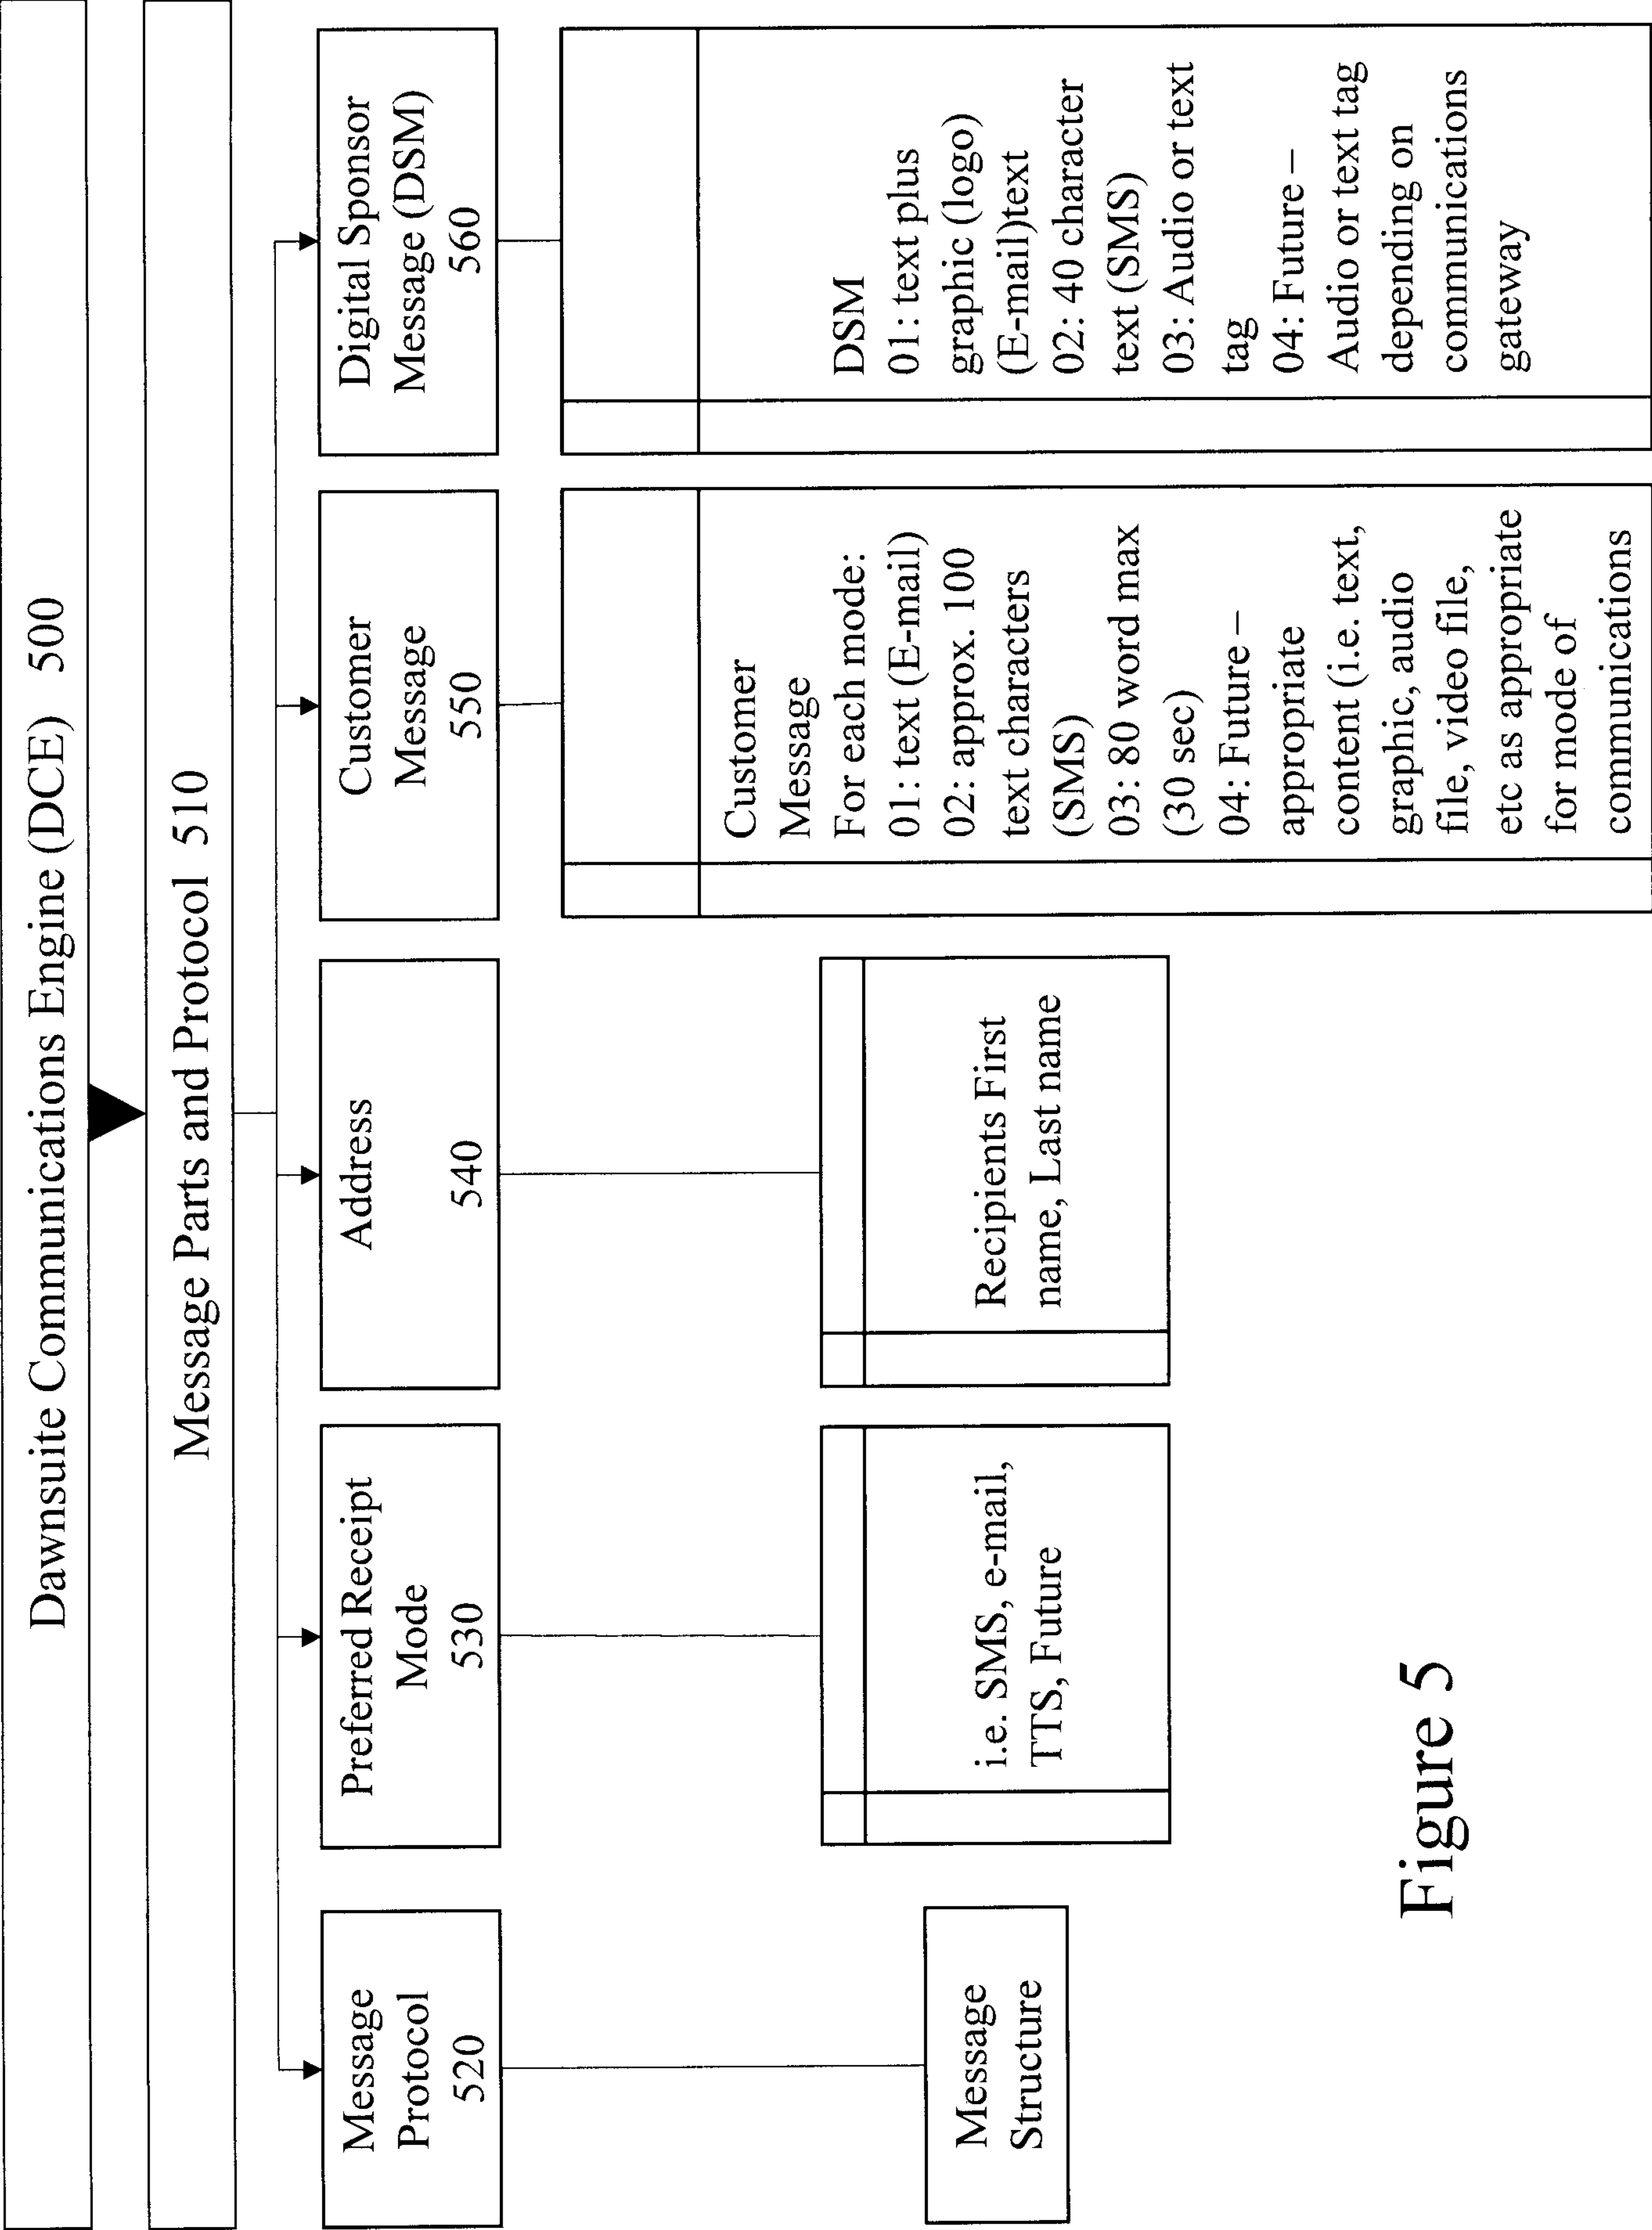 Dawnsuite Communications Engine (DCE) 500
Message Parts and Protocol 510
Message
Protocol
520
Preferred Receipt
Mode
530
Address
540
Customer
Message
550
Digital Sponsor
Message (DSM)
560
Message
Structure
i.e. SMS, e-mail,
TTS, Future
Recipients First
name, Last name
Customer
Message
For each mode:
01: text (E-mail)
02: approx. 100
text characters
(SMS)
03: 80 word max
(30 sec)
04: Future –
appropriate
content (i.e. text,
graphic, audio
file, video file,
etc as appropriate
for mode of
communications
DSM
01: text plus
graphic (logo)
(E-mail)text
02: 40 character
text (SMS)
03: Audio or text
tag
04: Future –
Audio or text tag
depending on
communications
gateway
Figure 5